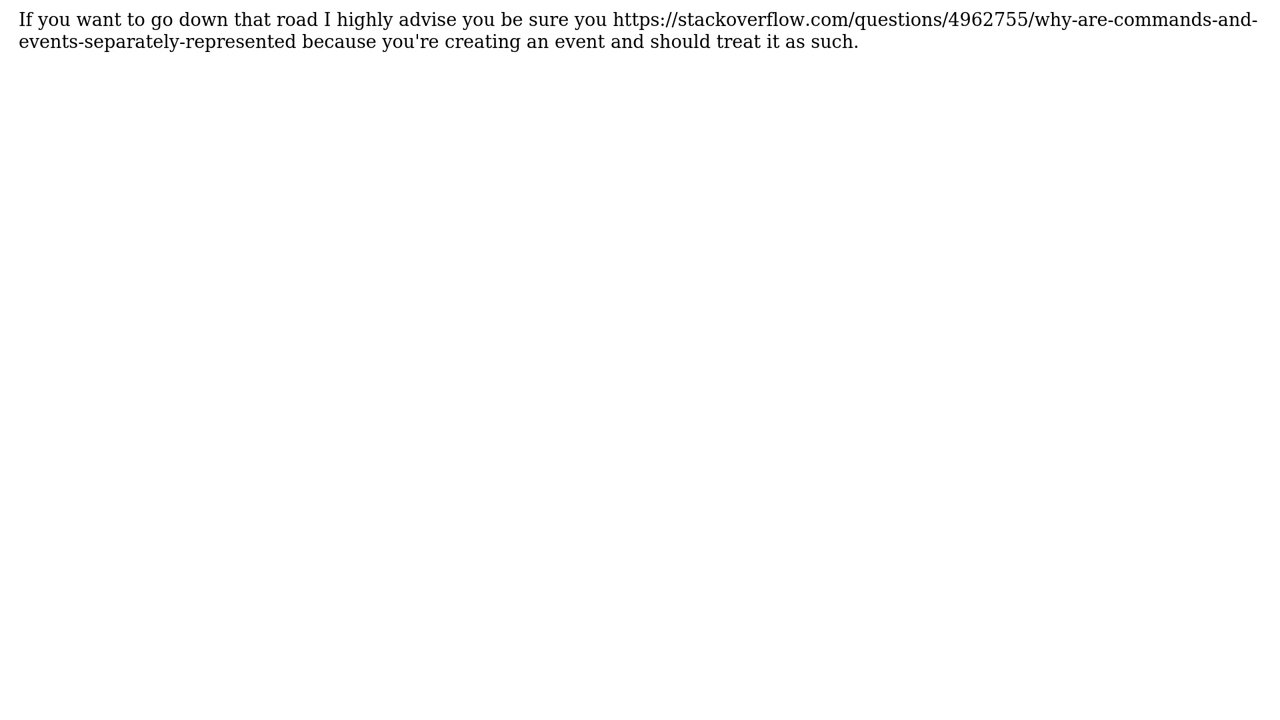 If you want to go down that road I highly advise you be sure you https://stackoverflow.com/questions/4962755/why-are-commands-and-
events-separately-represented because you're creating an event and should treat it as such.